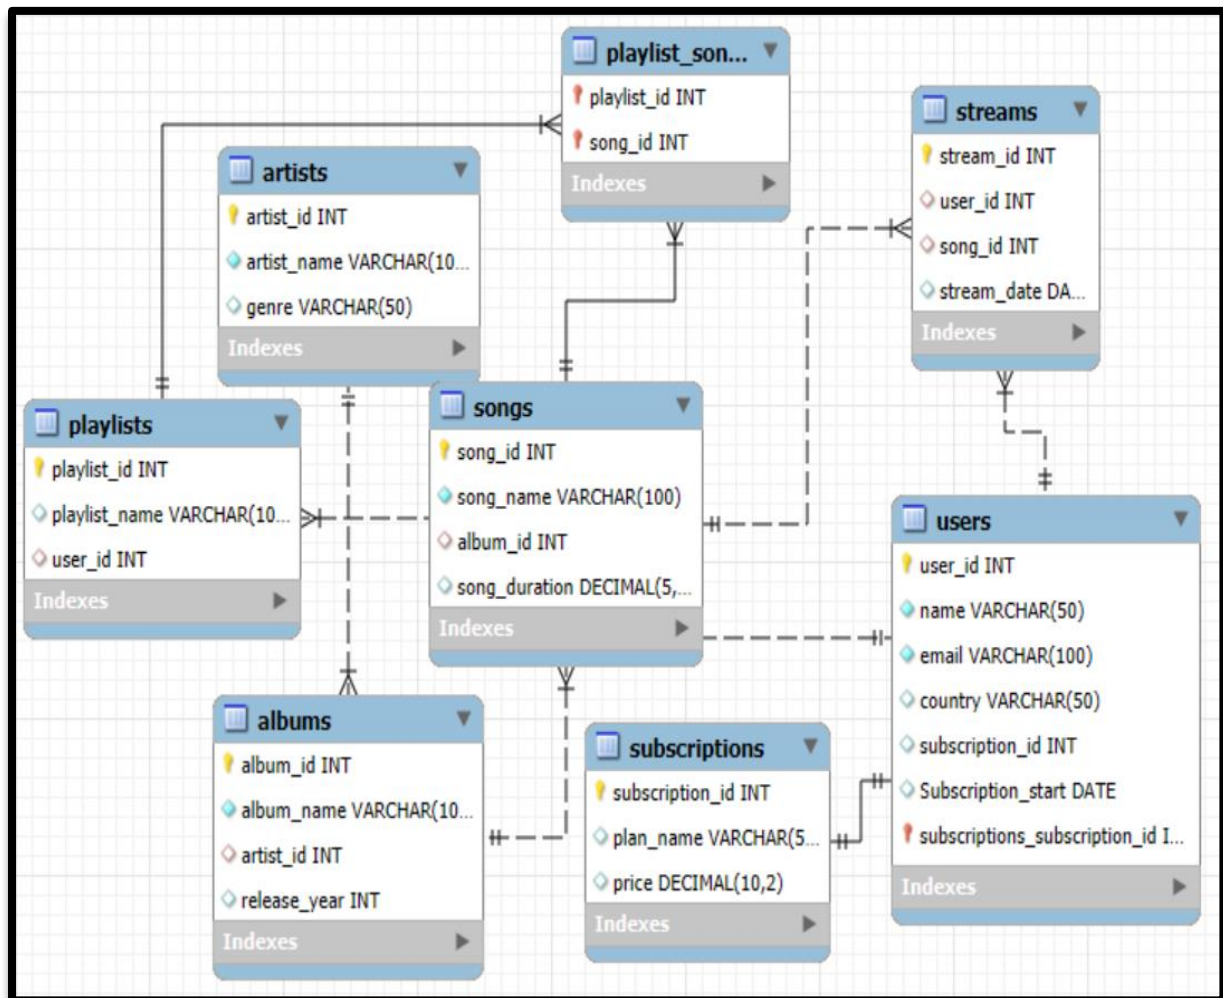 playlist_son...
playlist_id INT
song_id INT
Indexes
streams
stream_id INT
user_id INT
song_id INT
stream_date DA...
Indexes
artists
artist_id INT
artist_name VARCHAR(10...
genre VARCHAR(50)
Indexes
playlists
playlist_id INT
playlist_name VARCHAR(10...
user_id INT
Indexes
songs
song_id INT
song_name VARCHAR(100)
album_id INT
song_duration DECIMAL(5,...
Indexes
users
user_id INT
name VARCHAR(50)
email VARCHAR(100)
country VARCHAR(50)
subscription_id INT
Subscription_start DATE
subscriptions_subscription_id I...
Indexes
albums
album_id INT
album_name VARCHAR(10...
artist_id INT
release_year INT
Indexes
subscriptions
subscription_id INT
plan_name VARCHAR(5...
price DECIMAL(10,2)
Indexes